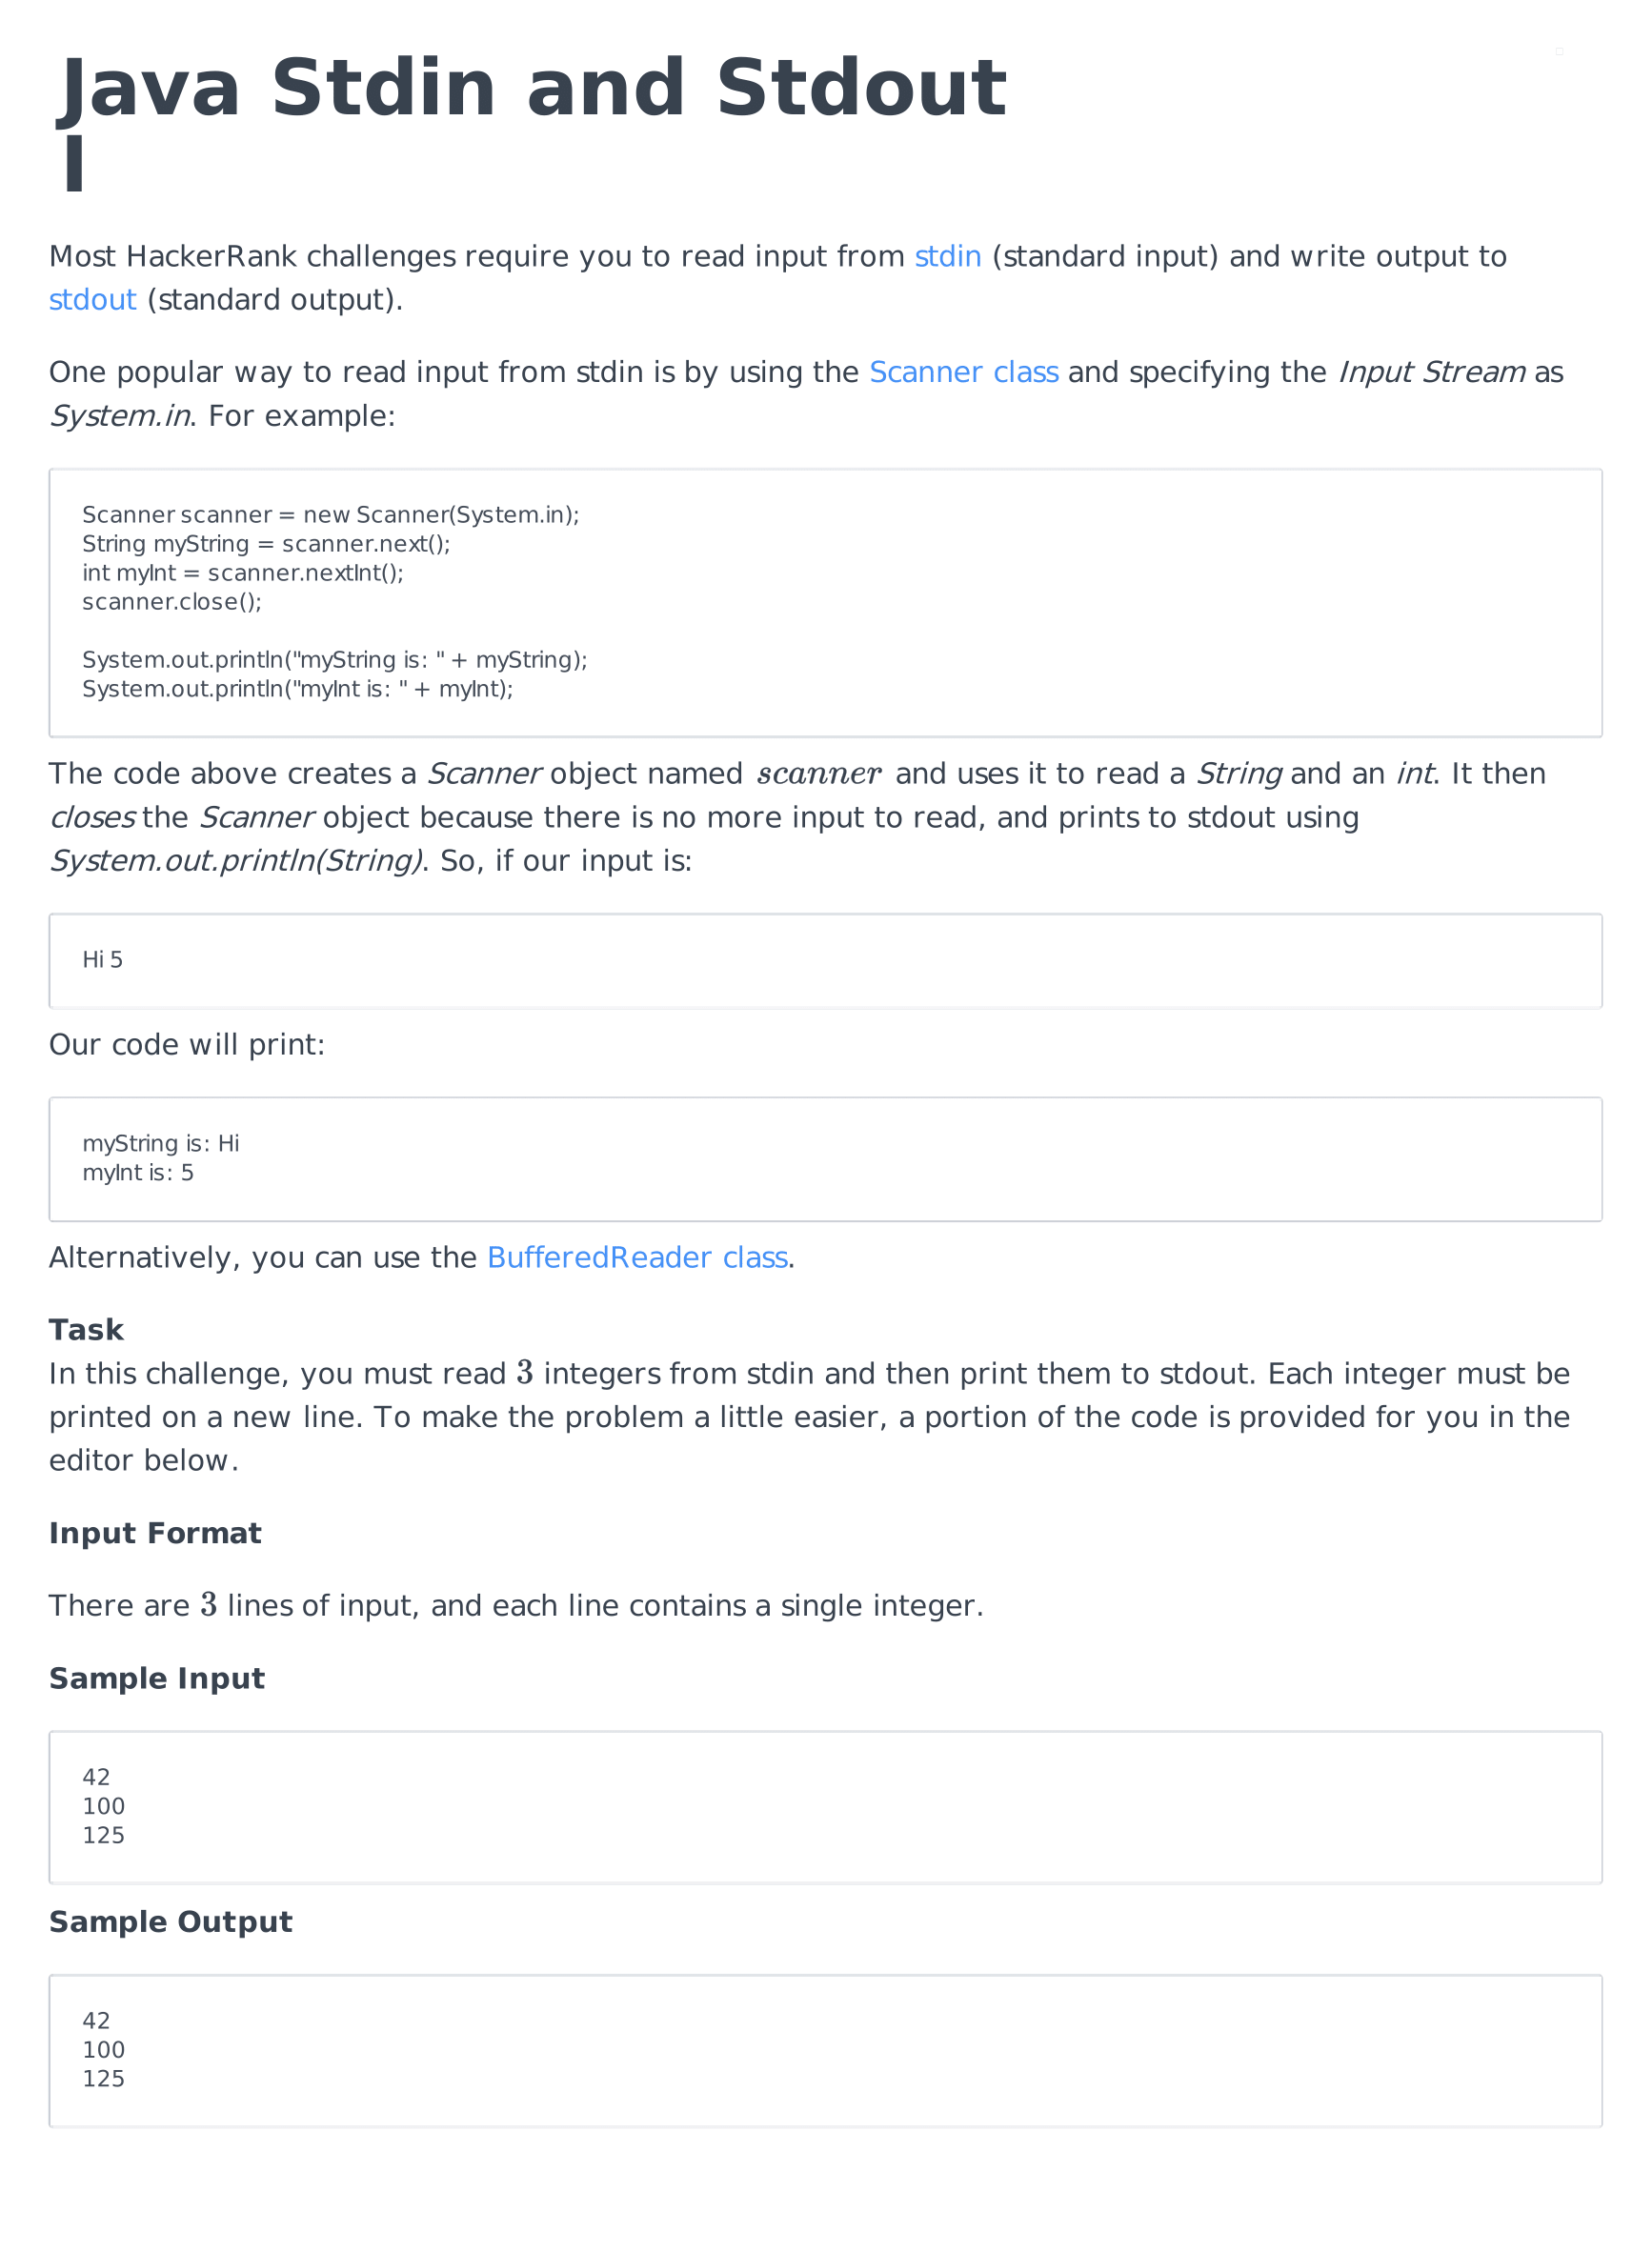 Java Stdin and Stdout
I
Most HackerRank challenges require you to read input from stdin (standard input) and write output to
stdout (standard output).
One popular way to read input from stdin is by using the Scanner class and specifying the Input Stream as
System.in. For example:
Scanner scanner = new Scanner(System.in);
String myString = scanner.next();
int myInt = scanner.nextInt();
scanner.close();
System.out.println("myString is: " + myString);
System.out.println("myInt is: " + myInt);
The code above creates a Scanner object named scanner and uses it to read a String and an int. It then
closes the Scanner object because there is no more input to read, and prints to stdout using
System.out.println(String). So, if our input is:
Hi 5
Our code will print:
myString is: Hi
myInt is: 5
Alternatively, you can use the BufferedReader class.
Task
In this challenge, you must read 3 integers from stdin and then print them to stdout. Each integer must be
printed on a new line. To make the problem a little easier, a portion of the code is provided for you in the
editor below.
Input Format
There are 3 lines of input, and each line contains a single integer.
Sample Input
42
100
125
Sample Output
42
100
125